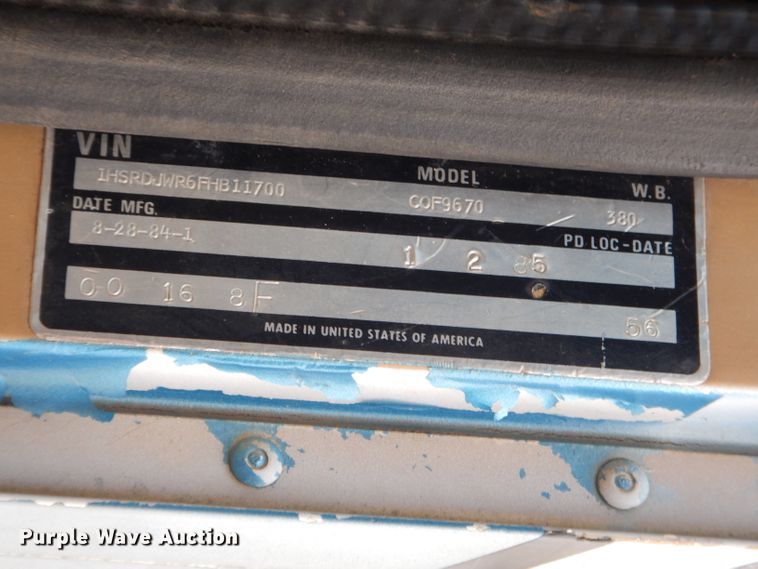 VIN MODEL W.B.
1HSRDJWR6FHB11700 COF9670 380
DATE MFG. PD LOC-DATE
8-28-84-1 1 2 85
0-0 16 8F 56
MADE IN UNITED STATES OF AMERICA
Purple Wave Auction